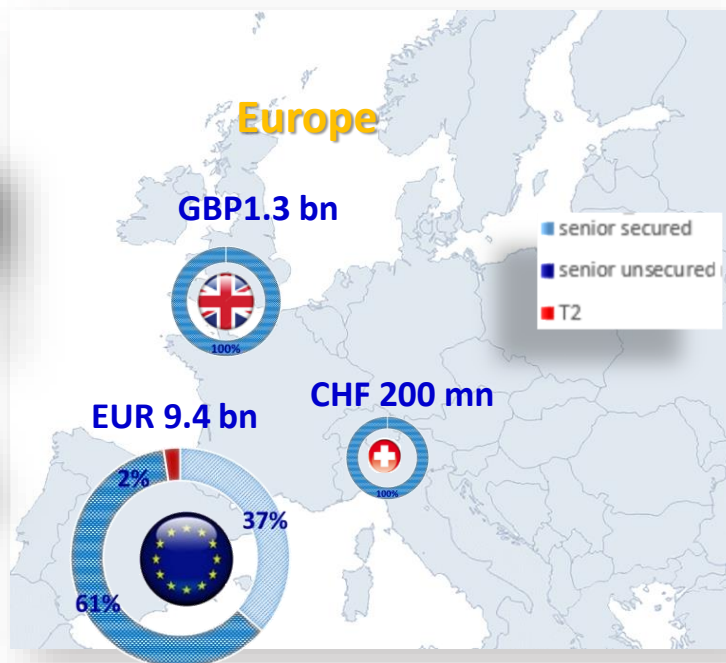 Europe
GBP1.3 bn
100%
senior secured
senior unsecured
T2
EUR 9.4 bn
2%
37%
61%
CHF 200 mn
100%